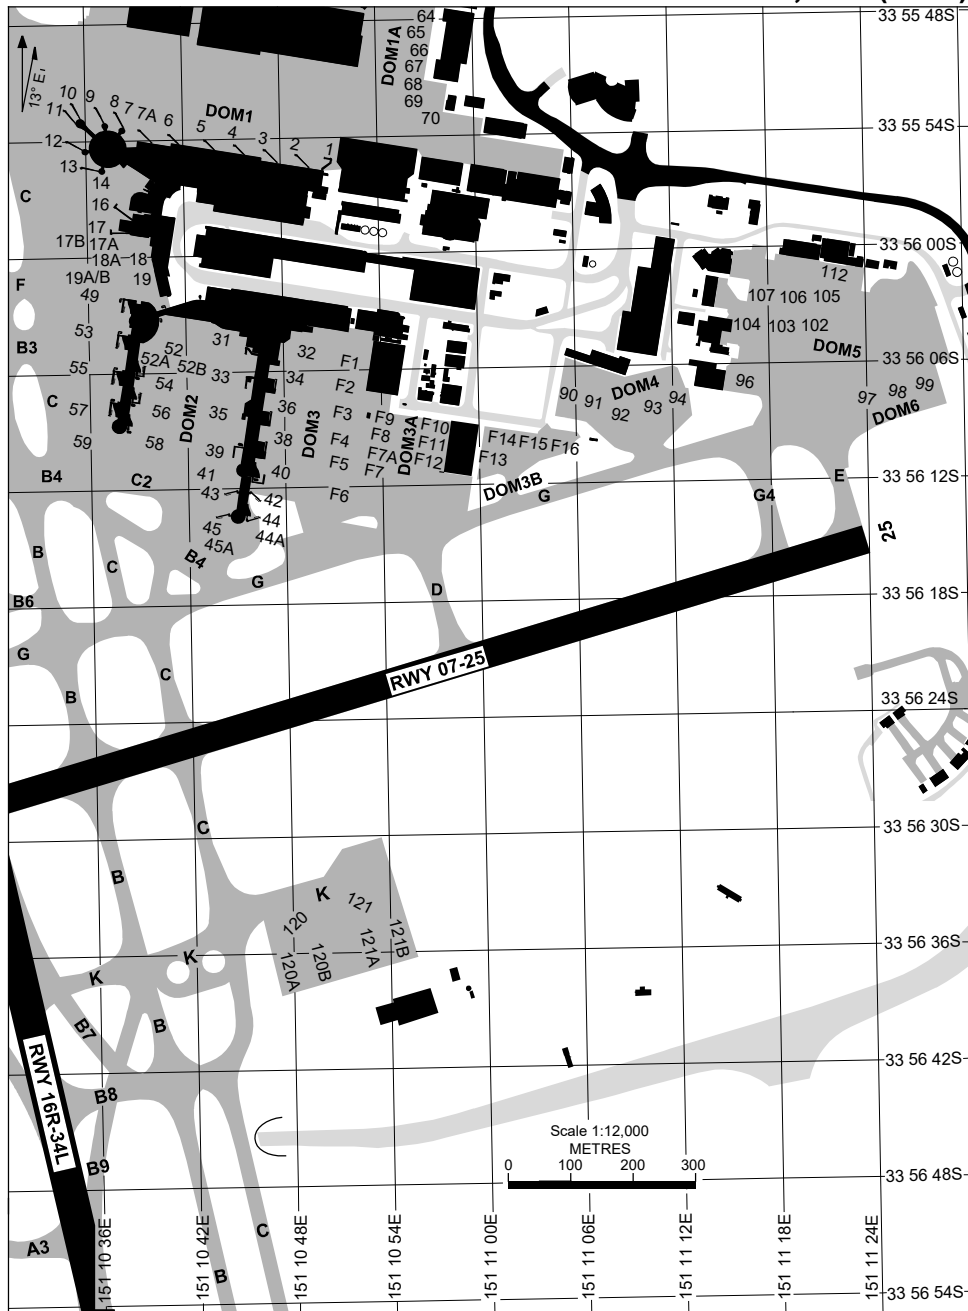 64
33 55 48S
65
66
67
68
69
70
DOM1A
13° E
10
9
8
7
7A
6
5
4
3
2
1
11
12
13
14
DOM1
33 55 54S
C
16
17
17B
17A
18A
18
19A/B
19
33 56 00S
112
F
49
107
106
105
53
104
103
102
DOM5
B3
52
52A
52B
31
32
F1
33 56 06S
55
54
33
34
F2
DOM4
96
C
57
56
35
36
F3
F9
90
91
92
93
94
97
98
99
DOM6
59
58
DOM2
DOM3
DOM3A
39
38
F4
F8
F10
F11
F12
F7A
F14
F15
F16
F13
B4
C2
41
40
F5
F7
DOM3B
E
33 56 12S
43
42
F6
G
G4
45
44
45A
44A
B4
25
B
C
G
D
B6
33 56 18S
G
C
RWY 07-25
B
33 56 24S
C
33 56 30S
B
K
121
120
121B
121A
120B
120A
33 56 36S
K
K
B7
B
33 56 42S
B8
RWY 16R-34L
Scale 1:12,000
METRES
0
100
200
300
B9
33 56 48S
A3
C
B
151 10 36E
151 10 42E
151 10 48E
151 10 54E
151 11 00E
151 11 06E
151 11 12E
151 11 18E
151 11 24E
33 56 54S